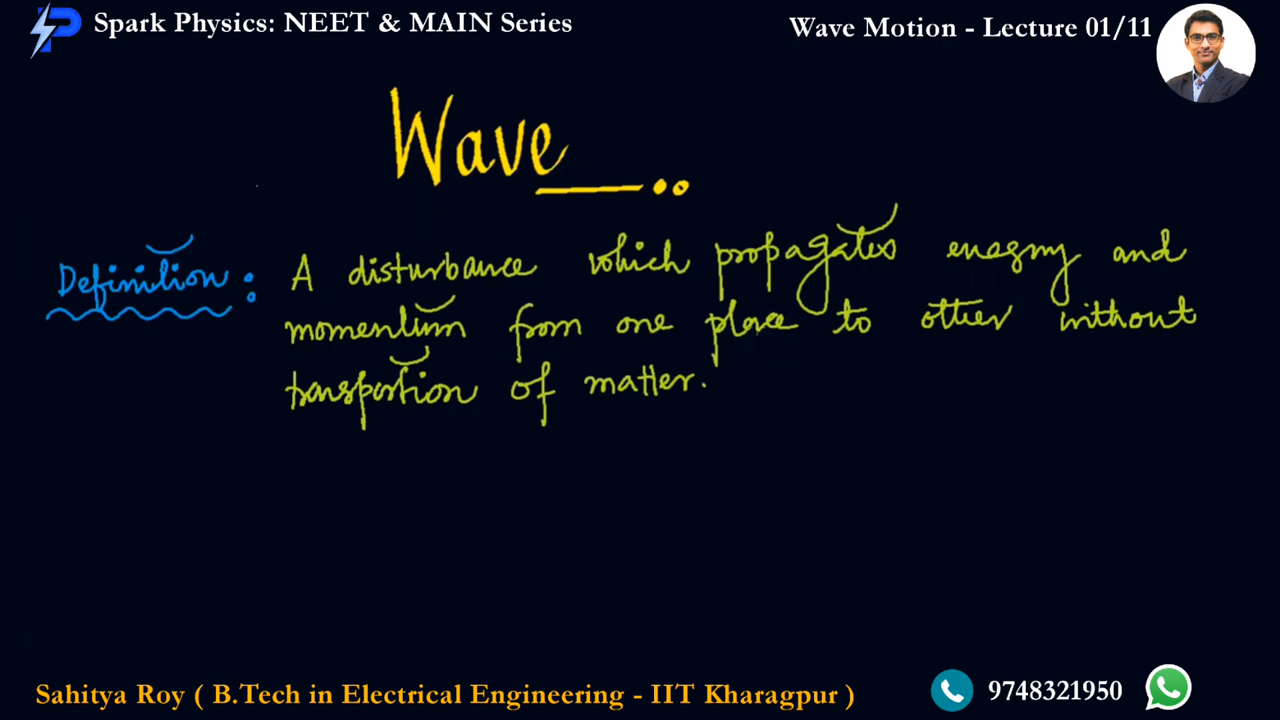 Spark Physics: NEET & MAIN Series
Wave Motion - Lecture 01/11
Wave
Definition : A disturbance which propagates enegmy and
momentum from one place to other without
transportion of matter.
Sahitya Roy ( B.Tech in Electrical Engineering - IIT Kharagpur )
9748321950